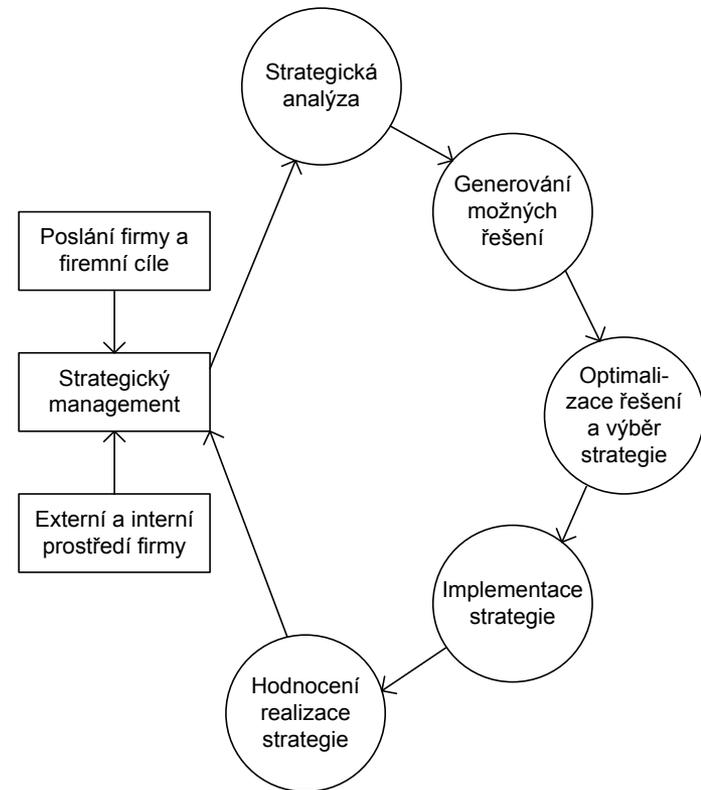 Strategická
analýza
Generování
možných
řešení
Poslání firmy a
firemní cíle
Strategický
management
Optimali-
zace řešení
a výběr
strategie
Externí a interní
prostředí firmy
Implementace
strategie
Hodnocení
realizace
strategie